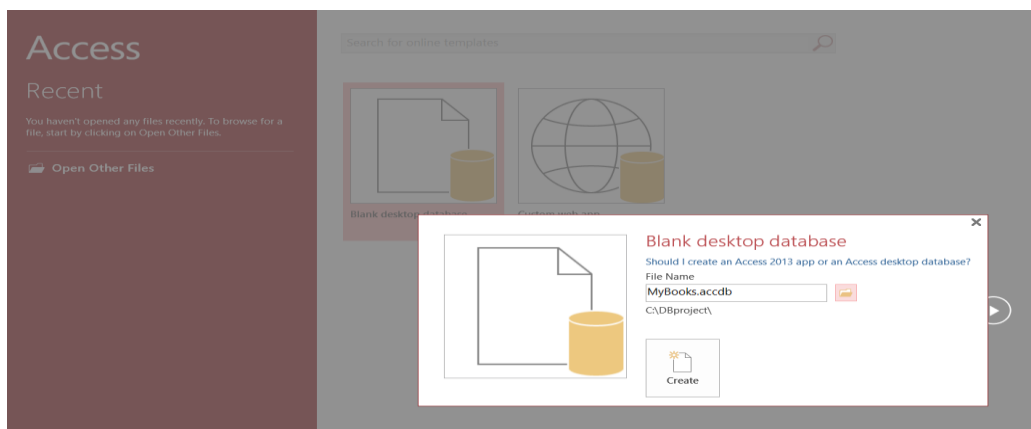 Access
Search for online templates
Recent
You haven't opened any files recently. To browse for a
file, start by clicking on Open Other Files.
Open Other Files
Blank desktop database
Custom web app
Blank desktop database
Should I create an Access 2013 app or an Access desktop database?
File Name
MyBooks.accdb
C:\DBproject\
Create